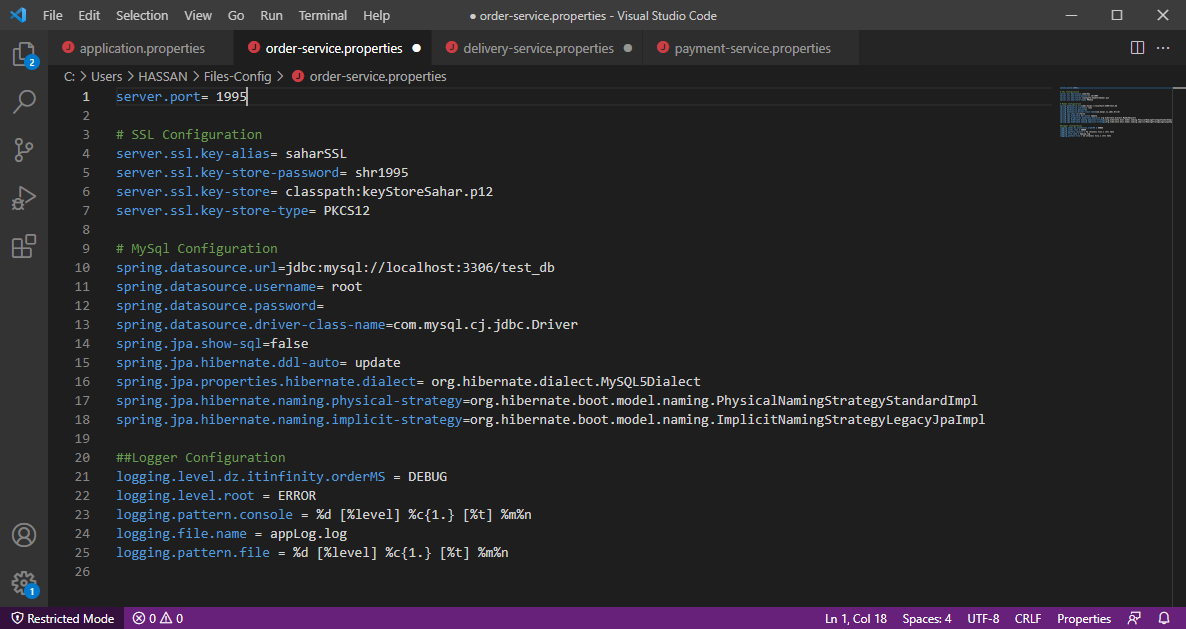 File Edit Selection View Go Run Terminal Help ● order-service.properties - Visual Studio Code
application.properties order-service.properties ● delivery-service.properties ● payment-service.properties
2
C: > Users > HASSAN > Files-Config > order-service.properties
1 server.port= 1995
2
3 # SSL Configuration
4 server.ssl.key-alias= saharSSL
5 server.ssl.key-store-password= shr1995
6 server.ssl.key-store= classpath:keyStoreSahar.p12
7 server.ssl.key-store-type= PKCS12
8
9 # MySql Configuration
10 spring.datasource.url=jdbc:mysql://localhost:3306/test_db
11 spring.datasource.username= root
12 spring.datasource.password=
13 spring.datasource.driver-class-name=com.mysql.cj.jdbc.Driver
14 spring.jpa.show-sql=false
15 spring.jpa.hibernate.ddl-auto= update
16 spring.jpa.properties.hibernate.dialect= org.hibernate.dialect.MySQL5Dialect
17 spring.jpa.hibernate.naming.physical-strategy=org.hibernate.boot.model.naming.PhysicalNamingStrategyStandardImpl
18 spring.jpa.hibernate.naming.implicit-strategy=org.hibernate.boot.model.naming.ImplicitNamingStrategyLegacyJpaImpl
19
20 ##Logger Configuration
21 logging.level.dz.itinfinity.orderMS = DEBUG
22 logging.level.root = ERROR
23 logging.pattern.console = %d [%level] %c{1.} [%t] %m%n
24 logging.file.name = appLog.log
25 logging.pattern.file = %d [%level] %c{1.} [%t] %m%n
26
1
Restricted Mode 0 0 Ln 1, Col 18 Spaces: 4 UTF-8 CRLF Properties